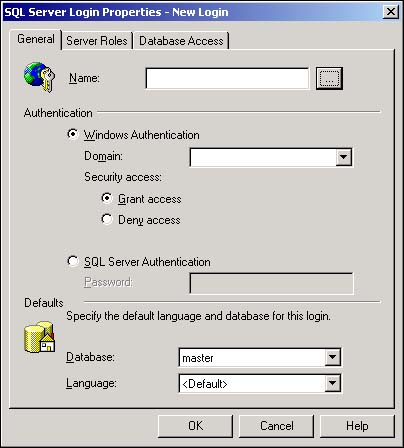 SQL Server Login Properties - New Login
General
Server Roles
Database Access
Name:
...
Authentication
Windows Authentication
Domain:
Security access:
Grant access
Deny access
SQL Server Authentication
Password:
Defaults
Specify the default language and database for this login.
Database:
master
Language:
<Default>
OK
Cancel
Help